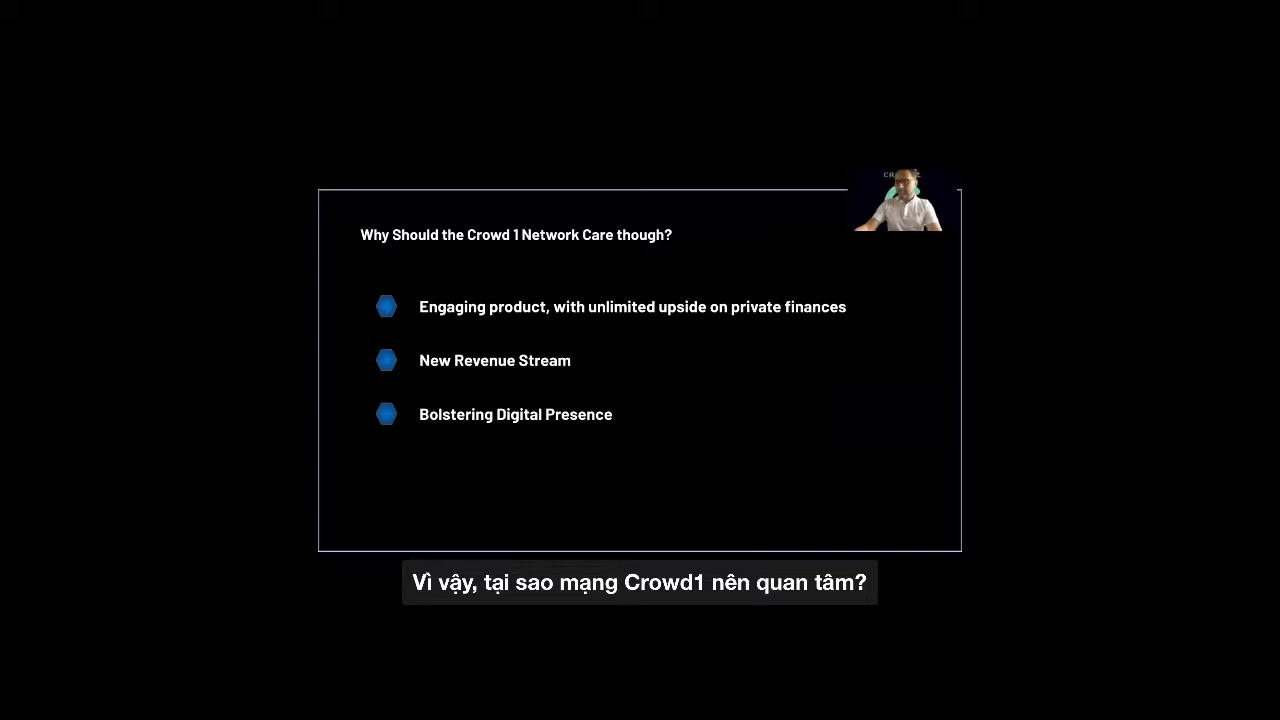 Why Should the Crowd 1 Network Care though?
Engaging product, with unlimited upside on private finances
New Revenue Stream
Bolstering Digital Presence
Vì vậy, tại sao mạng Crowd1 nên quan tâm?